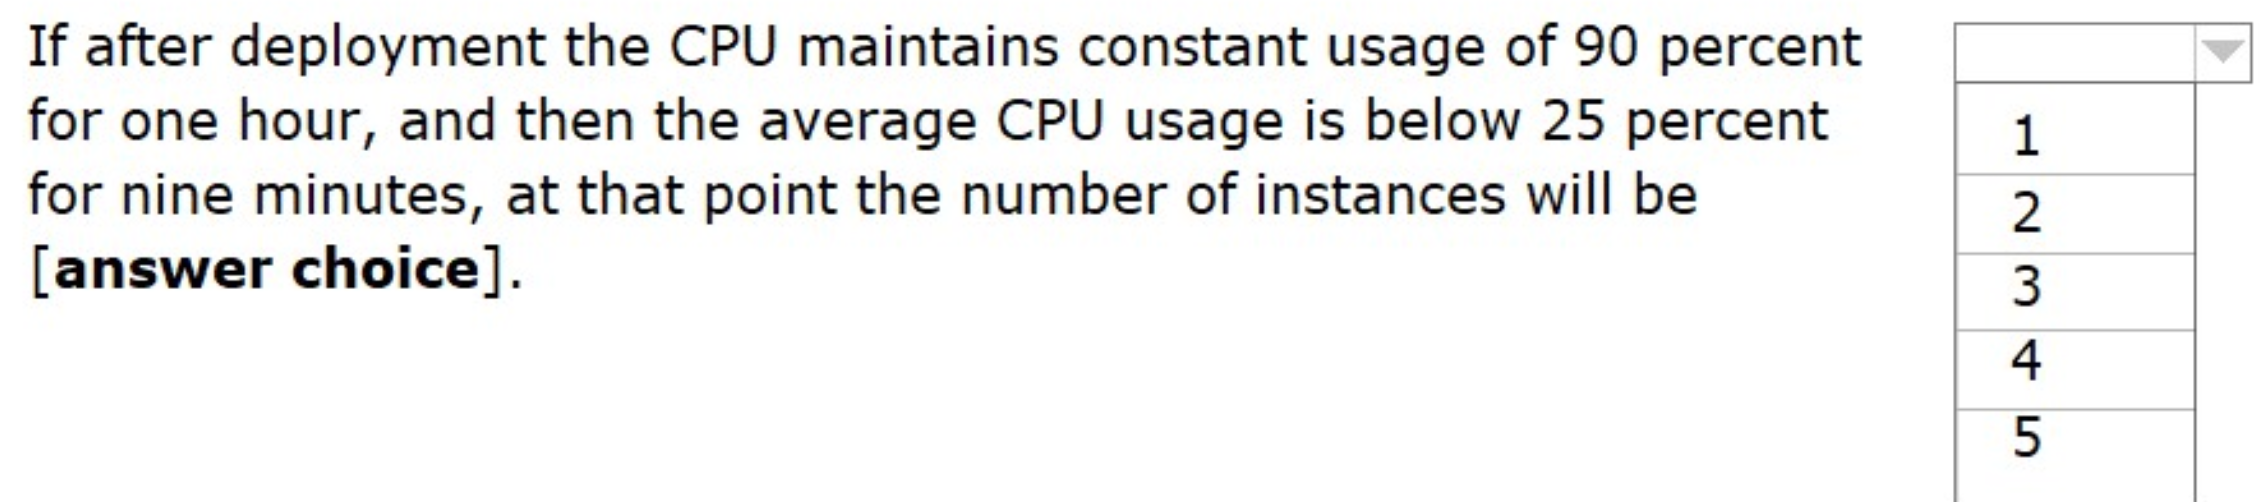 If after deployment the CPU maintains constant usage of 90 percent
for one hour, and then the average CPU usage is below 25 percent
for nine minutes, at that point the number of instances will be
[answer choice].
1
2
3
4
5